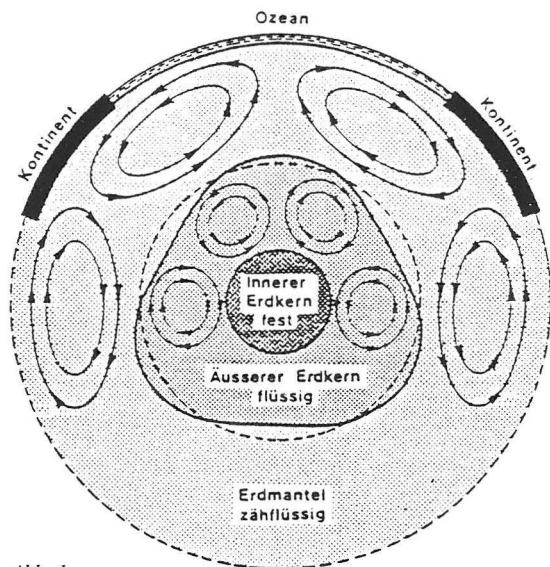 Ozean
Kontinent
Kontinent
Innerer
Erdkern
fest
Äusserer Erdkern
flüssig
Erdmantel
zähflüssig